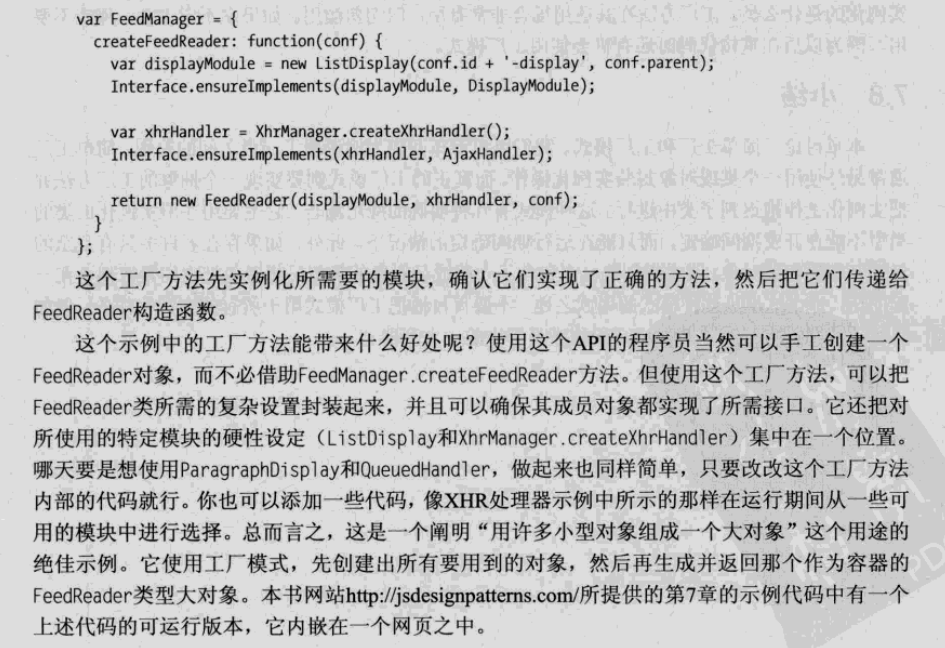 var FeedManager = {
createFeedReader: function(conf) {
var displayModule = new ListDisplay(conf.id + '-display', conf.parent);
Interface.ensureImplements(displayModule, DisplayModule);
var xhrHandler = XhrManager.createXhrHandler();
Interface.ensureImplements(xhrHandler, AjaxHandler);
return new FeedReader(displayModule, xhrHandler, conf);
}
};
这个工厂方法先实例化所需要的模块，确认它们实现了正确的方法，然后把它们传递给
FeedReader构造函数。
这个示例中的工厂方法能带来什么好处呢？使用这个API的程序员当然可以手工创建一个
FeedReader对象，而不必借助FeedManager.createFeedReader方法。但使用这个工厂方法，可以把
FeedReader类所需的复杂设置封装起来，并且可以确保其成员对象都实现了所需接口。它还把对
所使用的特定模块的硬性设定（ListDisplay和XhrManager.createXhrHandler）集中在一个位置。
哪天要是想使用ParagraphDisplay和QueuedHandler，做起来也同样简单，只要改改这个工厂方法
内部的代码就行。你也可以添加一些代码，像XHR处理器示例中所示的那样在运行期间从一些可
用的模块中进行选择。总而言之，这是一个阐明“用许多小型对象组成一个大对象”这个用途的
绝佳示例。它使用工厂模式，先创建出所有要用到的对象，然后再生成并返回那个作为容器的
FeedReader类型大对象。本书网站http://jsdesignpatterns.com/所提供的第7章的示例代码中有一个
上述代码的可运行版本，它内嵌在一个网页之中。